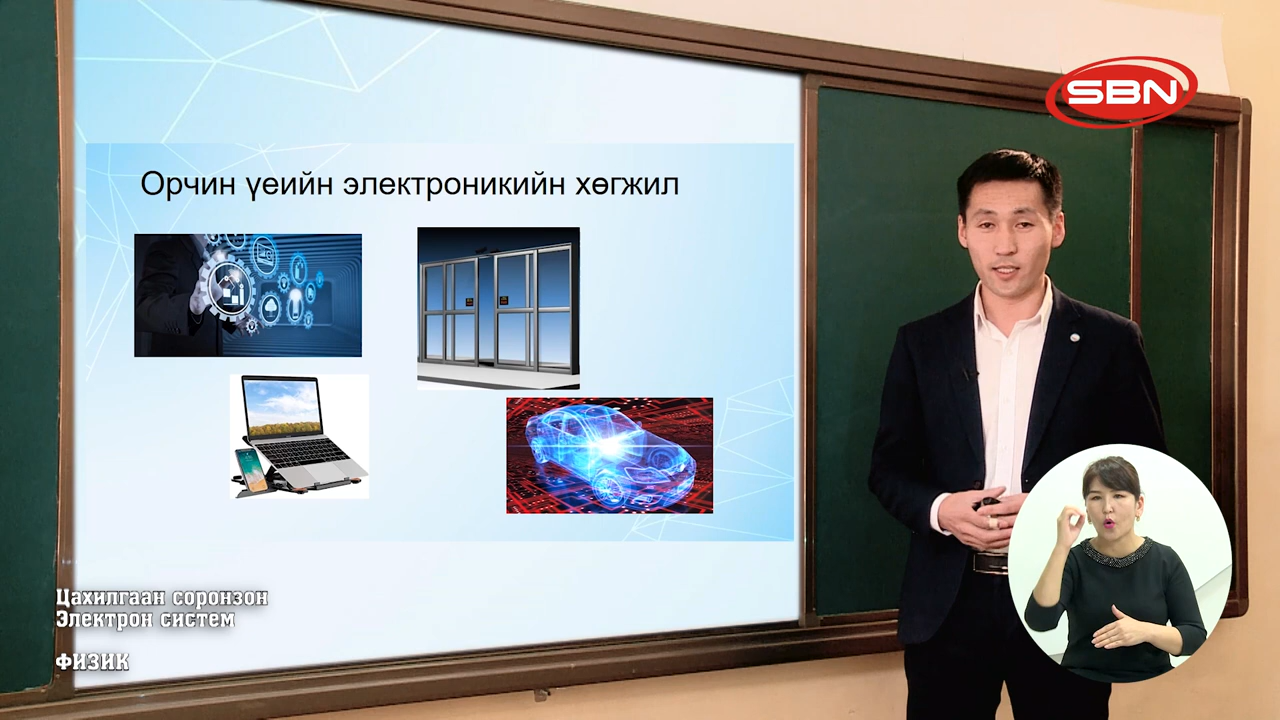 SBN
Орчин үеийн электроникийн хөгжил
Цахилгаан соронзон
Электрон систем
ФИЗИК